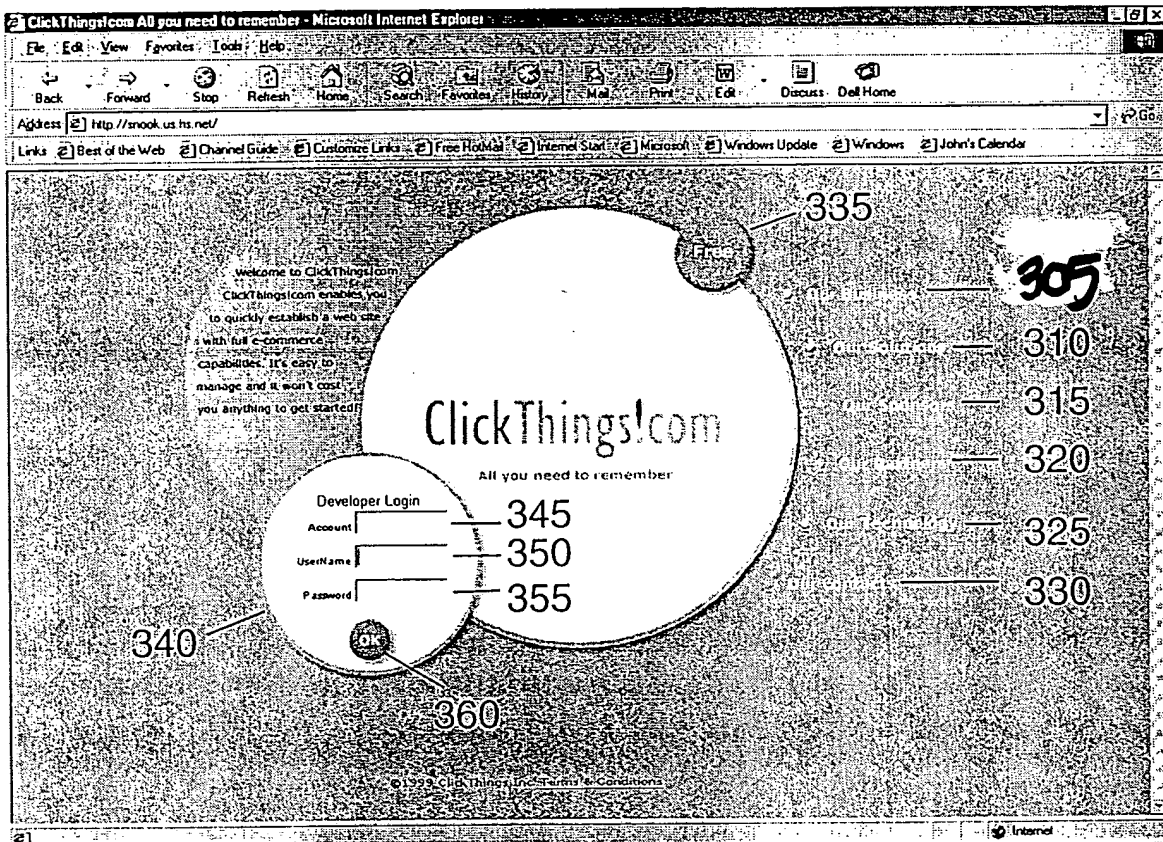 ClickThings!com All you need to remember - Microsoft Internet Explorer
File Edit View Favorites Tools Help
Back Forward Stop Refresh Home Search Favorites History Mail Print Edit Discuss Dell Home
Address http://snook.us.hs.net/ Go
Links Best of the Web Channel Guide Customize Links Free HotMail Internet Start Microsoft Windows Update Windows John's Calendar
335
Free
305
Welcome to ClickThings!com
ClickThings!com enables you
to quickly establish a web site
with full e-commerce
capabilities. It's easy to
manage and it won't cost
you anything to get started!
310
315
ClickThings!com
All you need to remember
320
Developer Login
Account 345
UserName 350
Password 355
Our Technology 325
330
340
OK
360
©1999 ClickThings Inc. Terms & Conditions
Internet